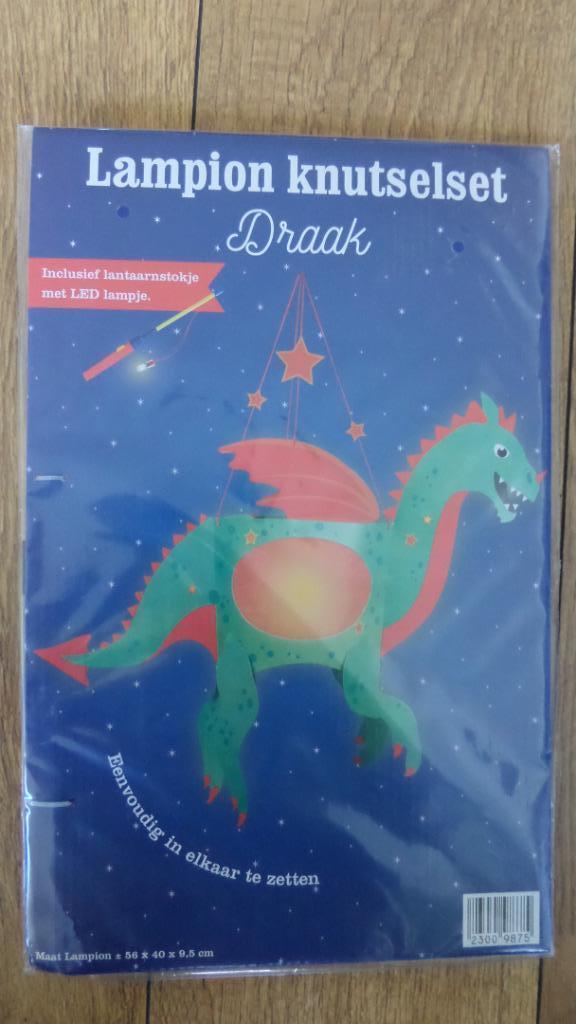 Lampion knutselset
Draak
Inclusief lantaarnstokje
met LED lampje.
Eenvoudig in elkaar te zetten
2300 9875
Maat Lampion ± 56 x 40 x 9,5 cm